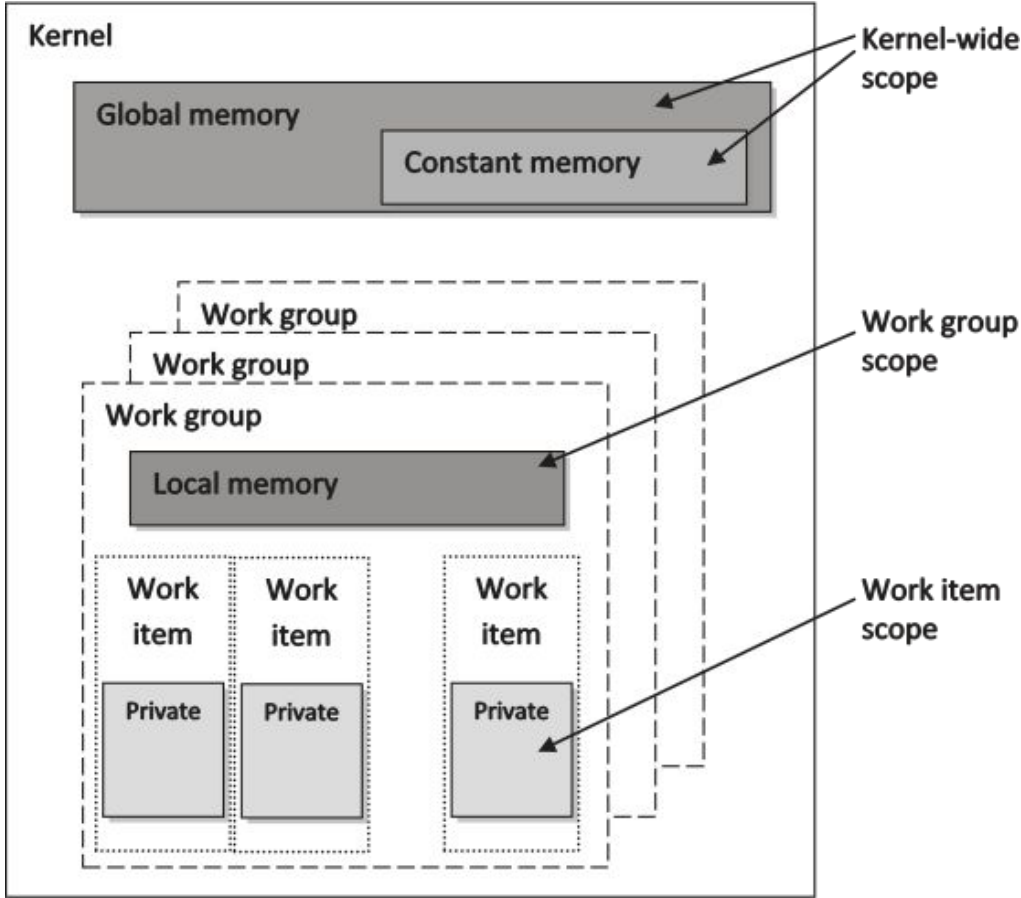 Kernel
Kernel-wide
scope
Global memory
Constant memory
Work group
Work group
Work group
Work group
scope
Local memory
Work
item
Work
item
Work
item
Work item
scope
Private
Private
Private